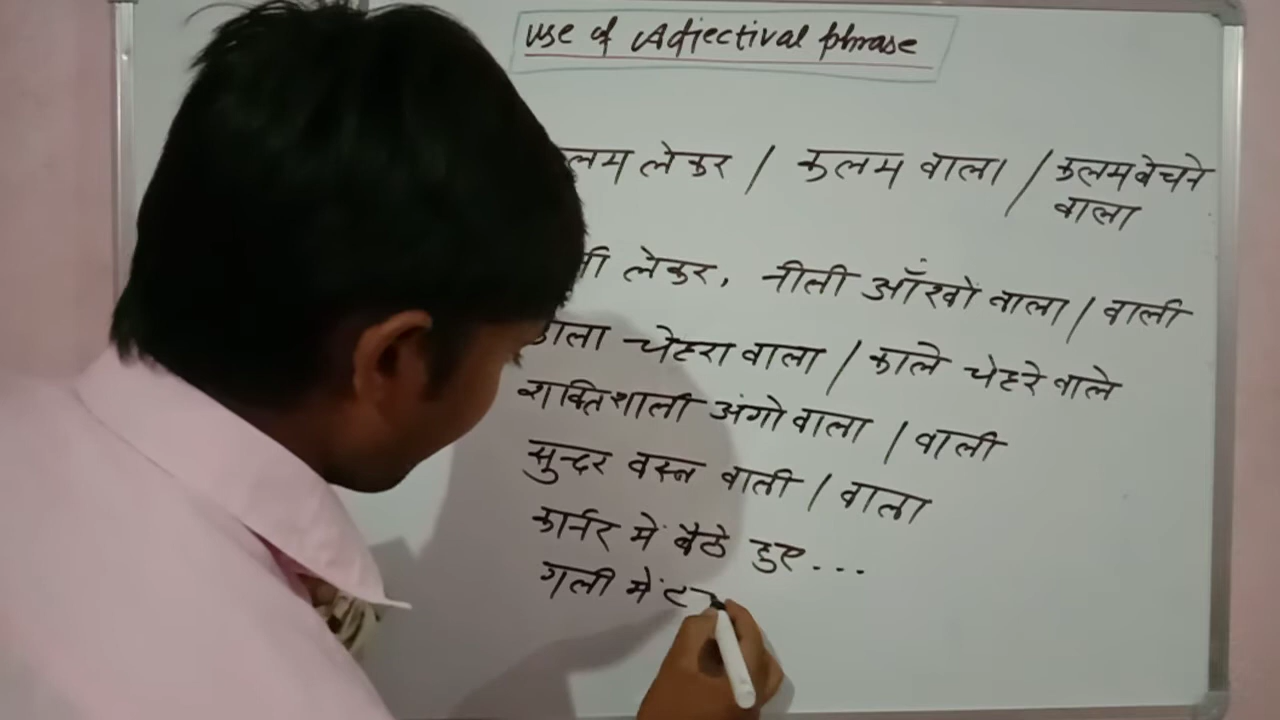 Use of Adjectival phrase
लम लेकर / कलम वाला / कलम बेचने
वाला
लेकर, नीली आँखों वाला / वाली
चेहरा वाला / काले चेहरे वाले
शक्तिशाली अंगो वाला / वाली
सुन्दर वस्त्र वाली / वाला
कार्नर में बैठे हुए...
गली में ट